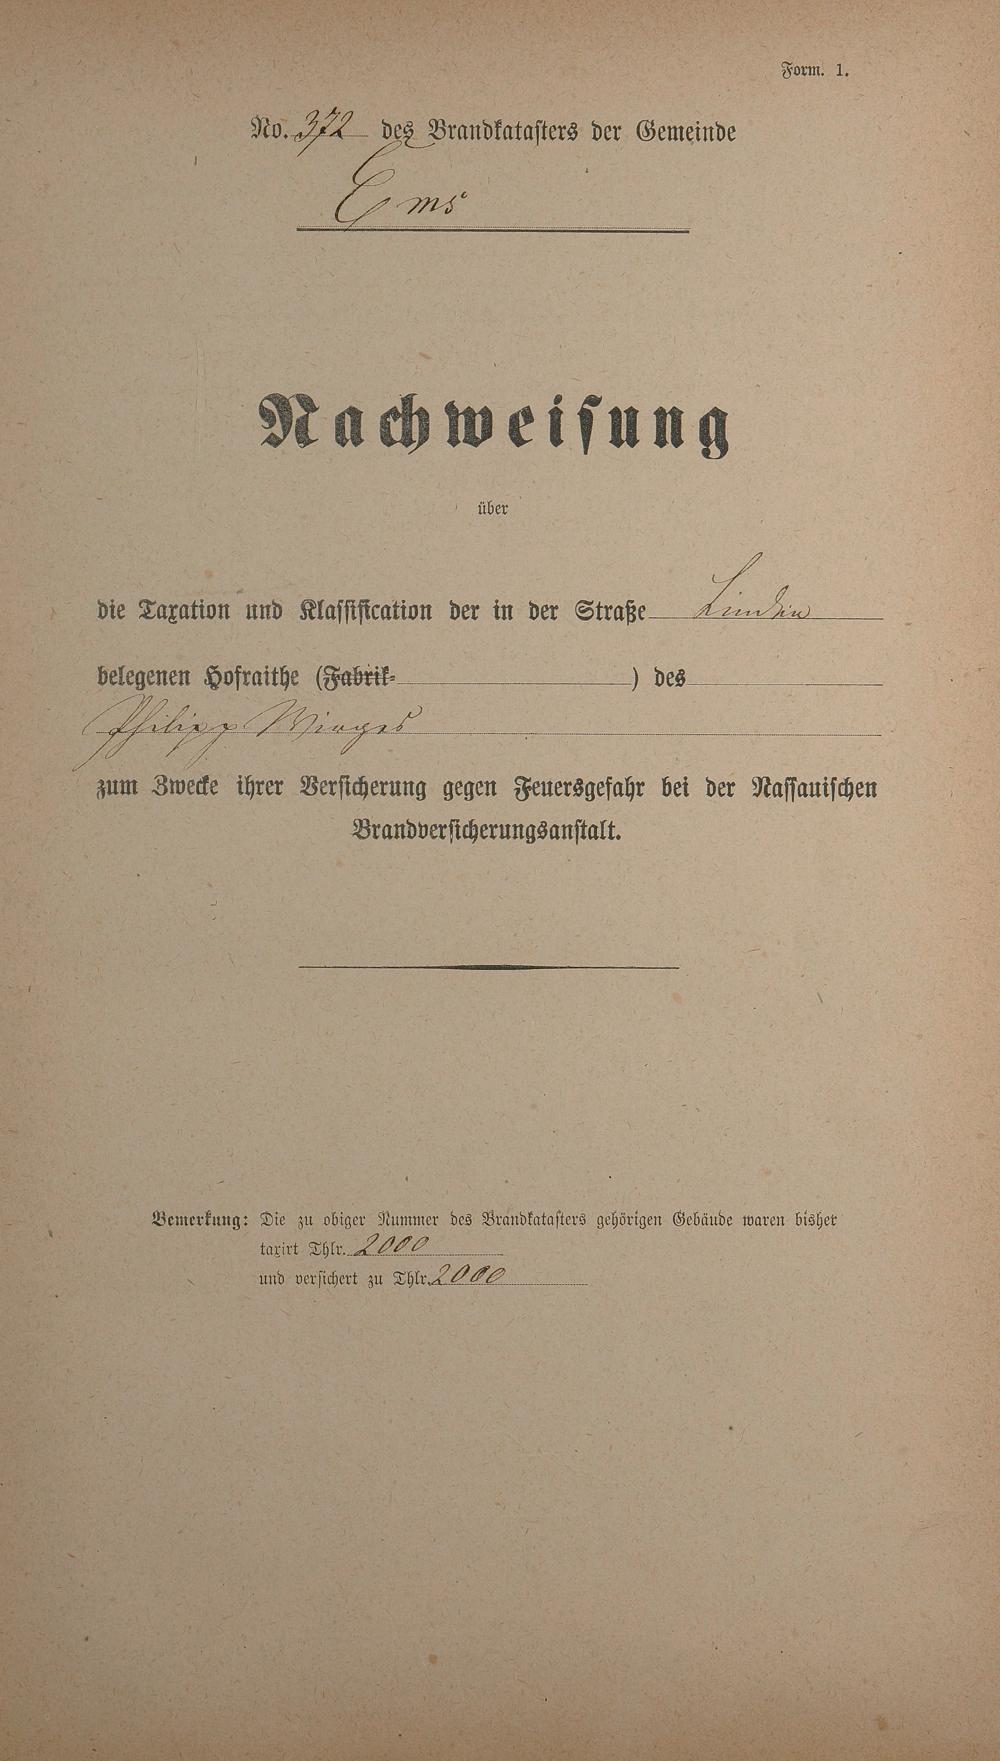 Form. 1.
No. 372 des Brandkatasters der Gemeinde
Ems
Nachweisung
über
die Taxation und Klassification der in der Straße Linden
belegenen Hofraithe (Fabrik- ) des
Philipp Winges
zum Zwecke ihrer Versicherung gegen Feuersgefahr bei der Nassauischen
Brandversicherungsanstalt.
Bemerkung: Die zu obiger Nummer des Brandkatasters gehörigen Gebäude waren bisher
taxirt Thlr. 2000
und versichert zu Thlr. 2000